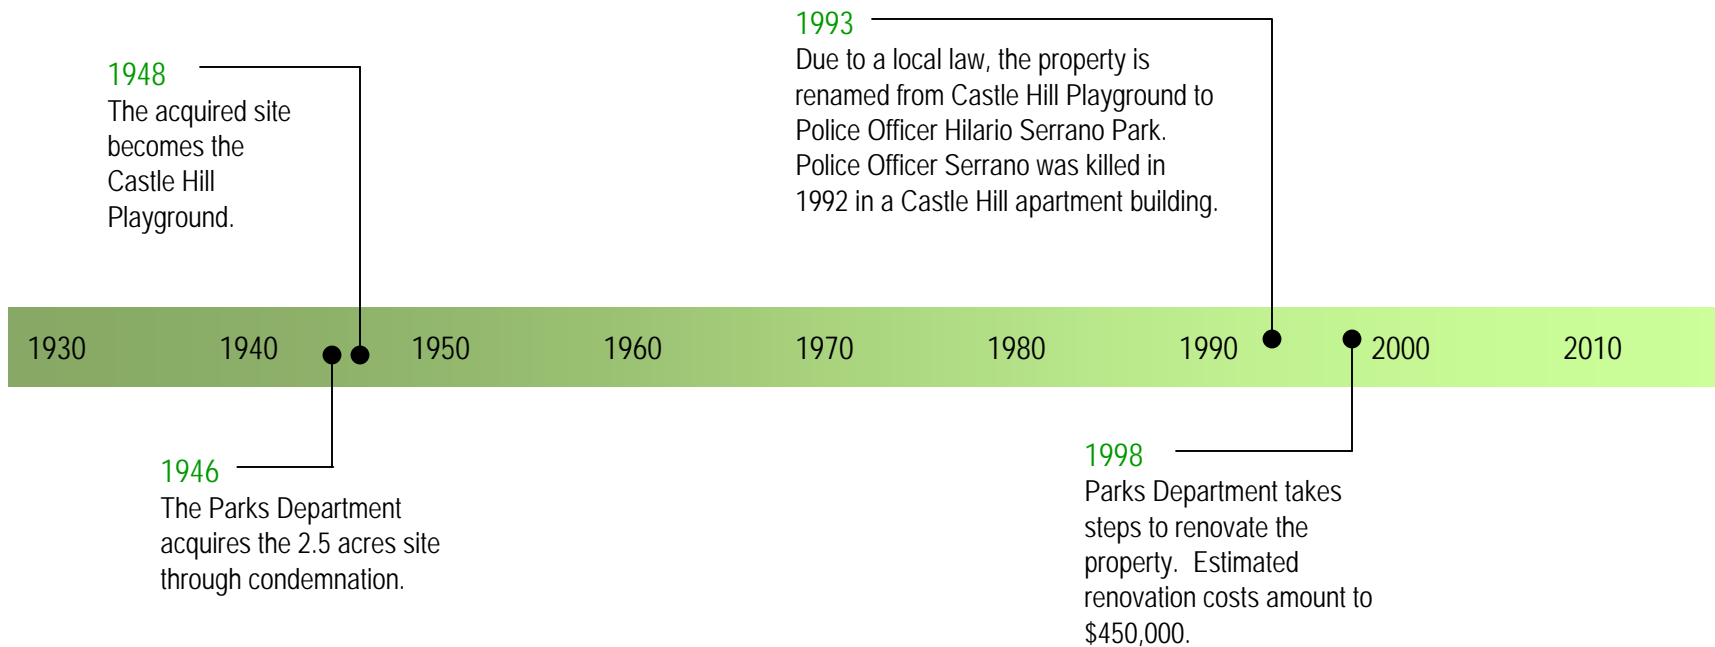 1948
The acquired site
becomes the
Castle Hill
Playground.
1993
Due to a local law, the property is
renamed from Castle Hill Playground to
Police Officer Hilario Serrano Park.
Police Officer Serrano was killed in
1992 in a Castle Hill apartment building.
1930 1940 1950 1960 1970 1980 1990 2000 2010
1946
The Parks Department
acquires the 2.5 acres site
through condemnation.
1998
Parks Department takes
steps to renovate the
property.  Estimated
renovation costs amount to
$450,000.